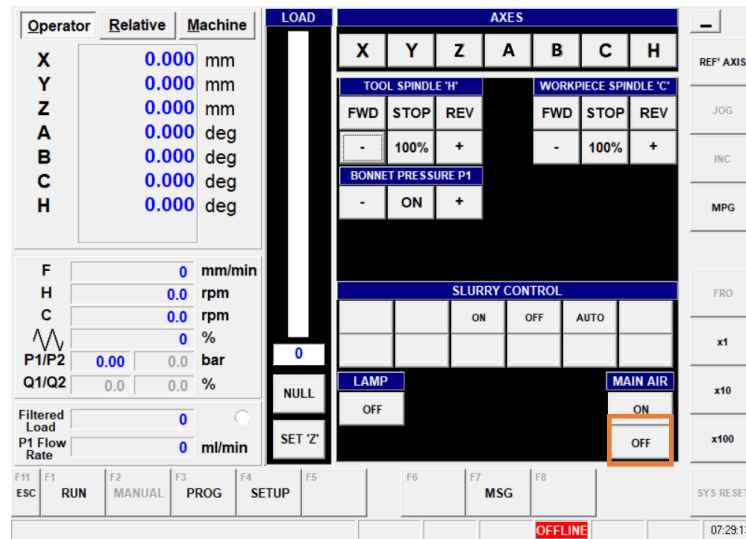 Operator Relative Machine
X 0.000 mm
Y 0.000 mm
Z 0.000 mm
A 0.000 deg
B 0.000 deg
C 0.000 deg
H 0.000 deg
F 0 mm/min
H 0.0 rpm
C 0.0 rpm
0 %
P1/P2 0.00 0.0 bar
Q1/Q2 0.0 0.0 %
Filtered Load 0
P1 Flow Rate 0 ml/min
LOAD
0
NULL
SET 'Z'
AXES
X Y Z A B C H
TOOL SPINDLE 'H' WORKPIECE SPINDLE 'C'
FWD STOP REV FWD STOP REV
- 100% + - 100% +
BONNET PRESSURE P1
- ON +
SLURRY CONTROL
ON OFF AUTO
LAMP MAIN AIR
OFF ON
OFF
REF' AXIS
JOG
INC
MPG
FRO
x1
x10
x100
SYS RESET
F11 ESC F1 RUN F2 MANUAL F3 PROG F4 SETUP F5 F6 F7 MSG F8
OFFLINE 07:29:13